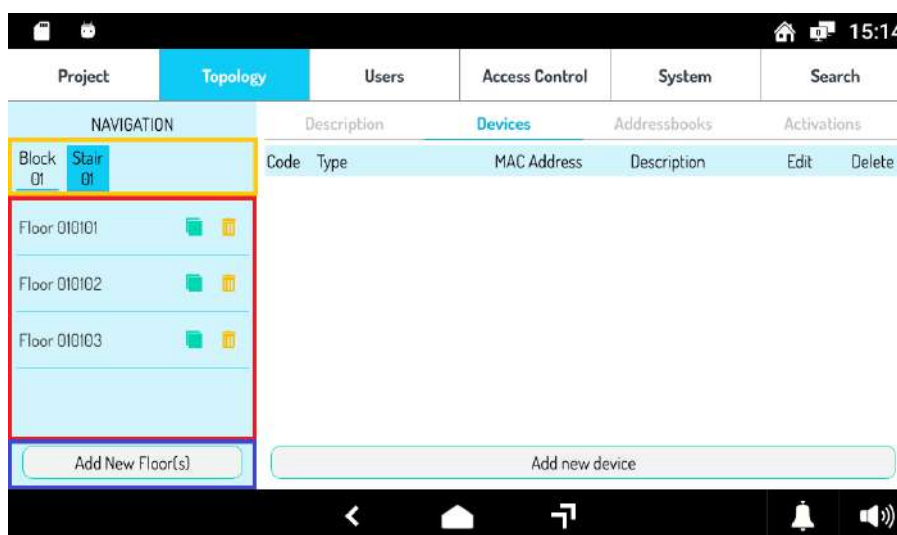 15:14
Project Topology Users Access Control System Search
NAVIGATION Description Devices Addressbooks Activations
Block Stair
01 01
Code Type MAC Address Description Edit Delete
Floor 010101
Floor 010102
Floor 010103
Add New Floor(s) Add new device